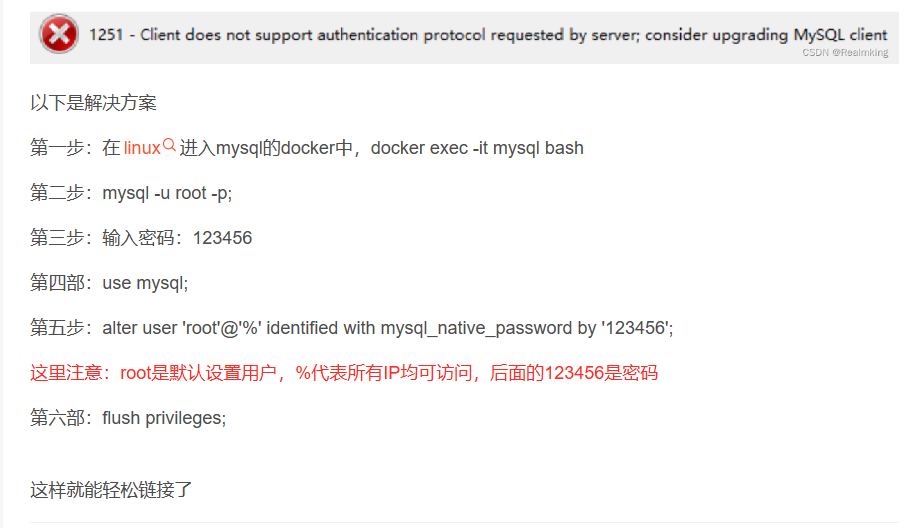 1251 - Client does not support authentication protocol requested by server; consider upgrading MySQL client
CSDN @Realmking
以下是解决方案
第一步：在linux进入mysql的docker中，docker exec -it mysql bash
第二步：mysql -u root -p;
第三步：输入密码：123456
第四部：use mysql;
第五步：alter user 'root'@'%' identified with mysql_native_password by '123456';
这里注意：root是默认设置用户，%代表所有IP均可访问，后面的123456是密码
第六部：flush privileges;
这样就能轻松链接了